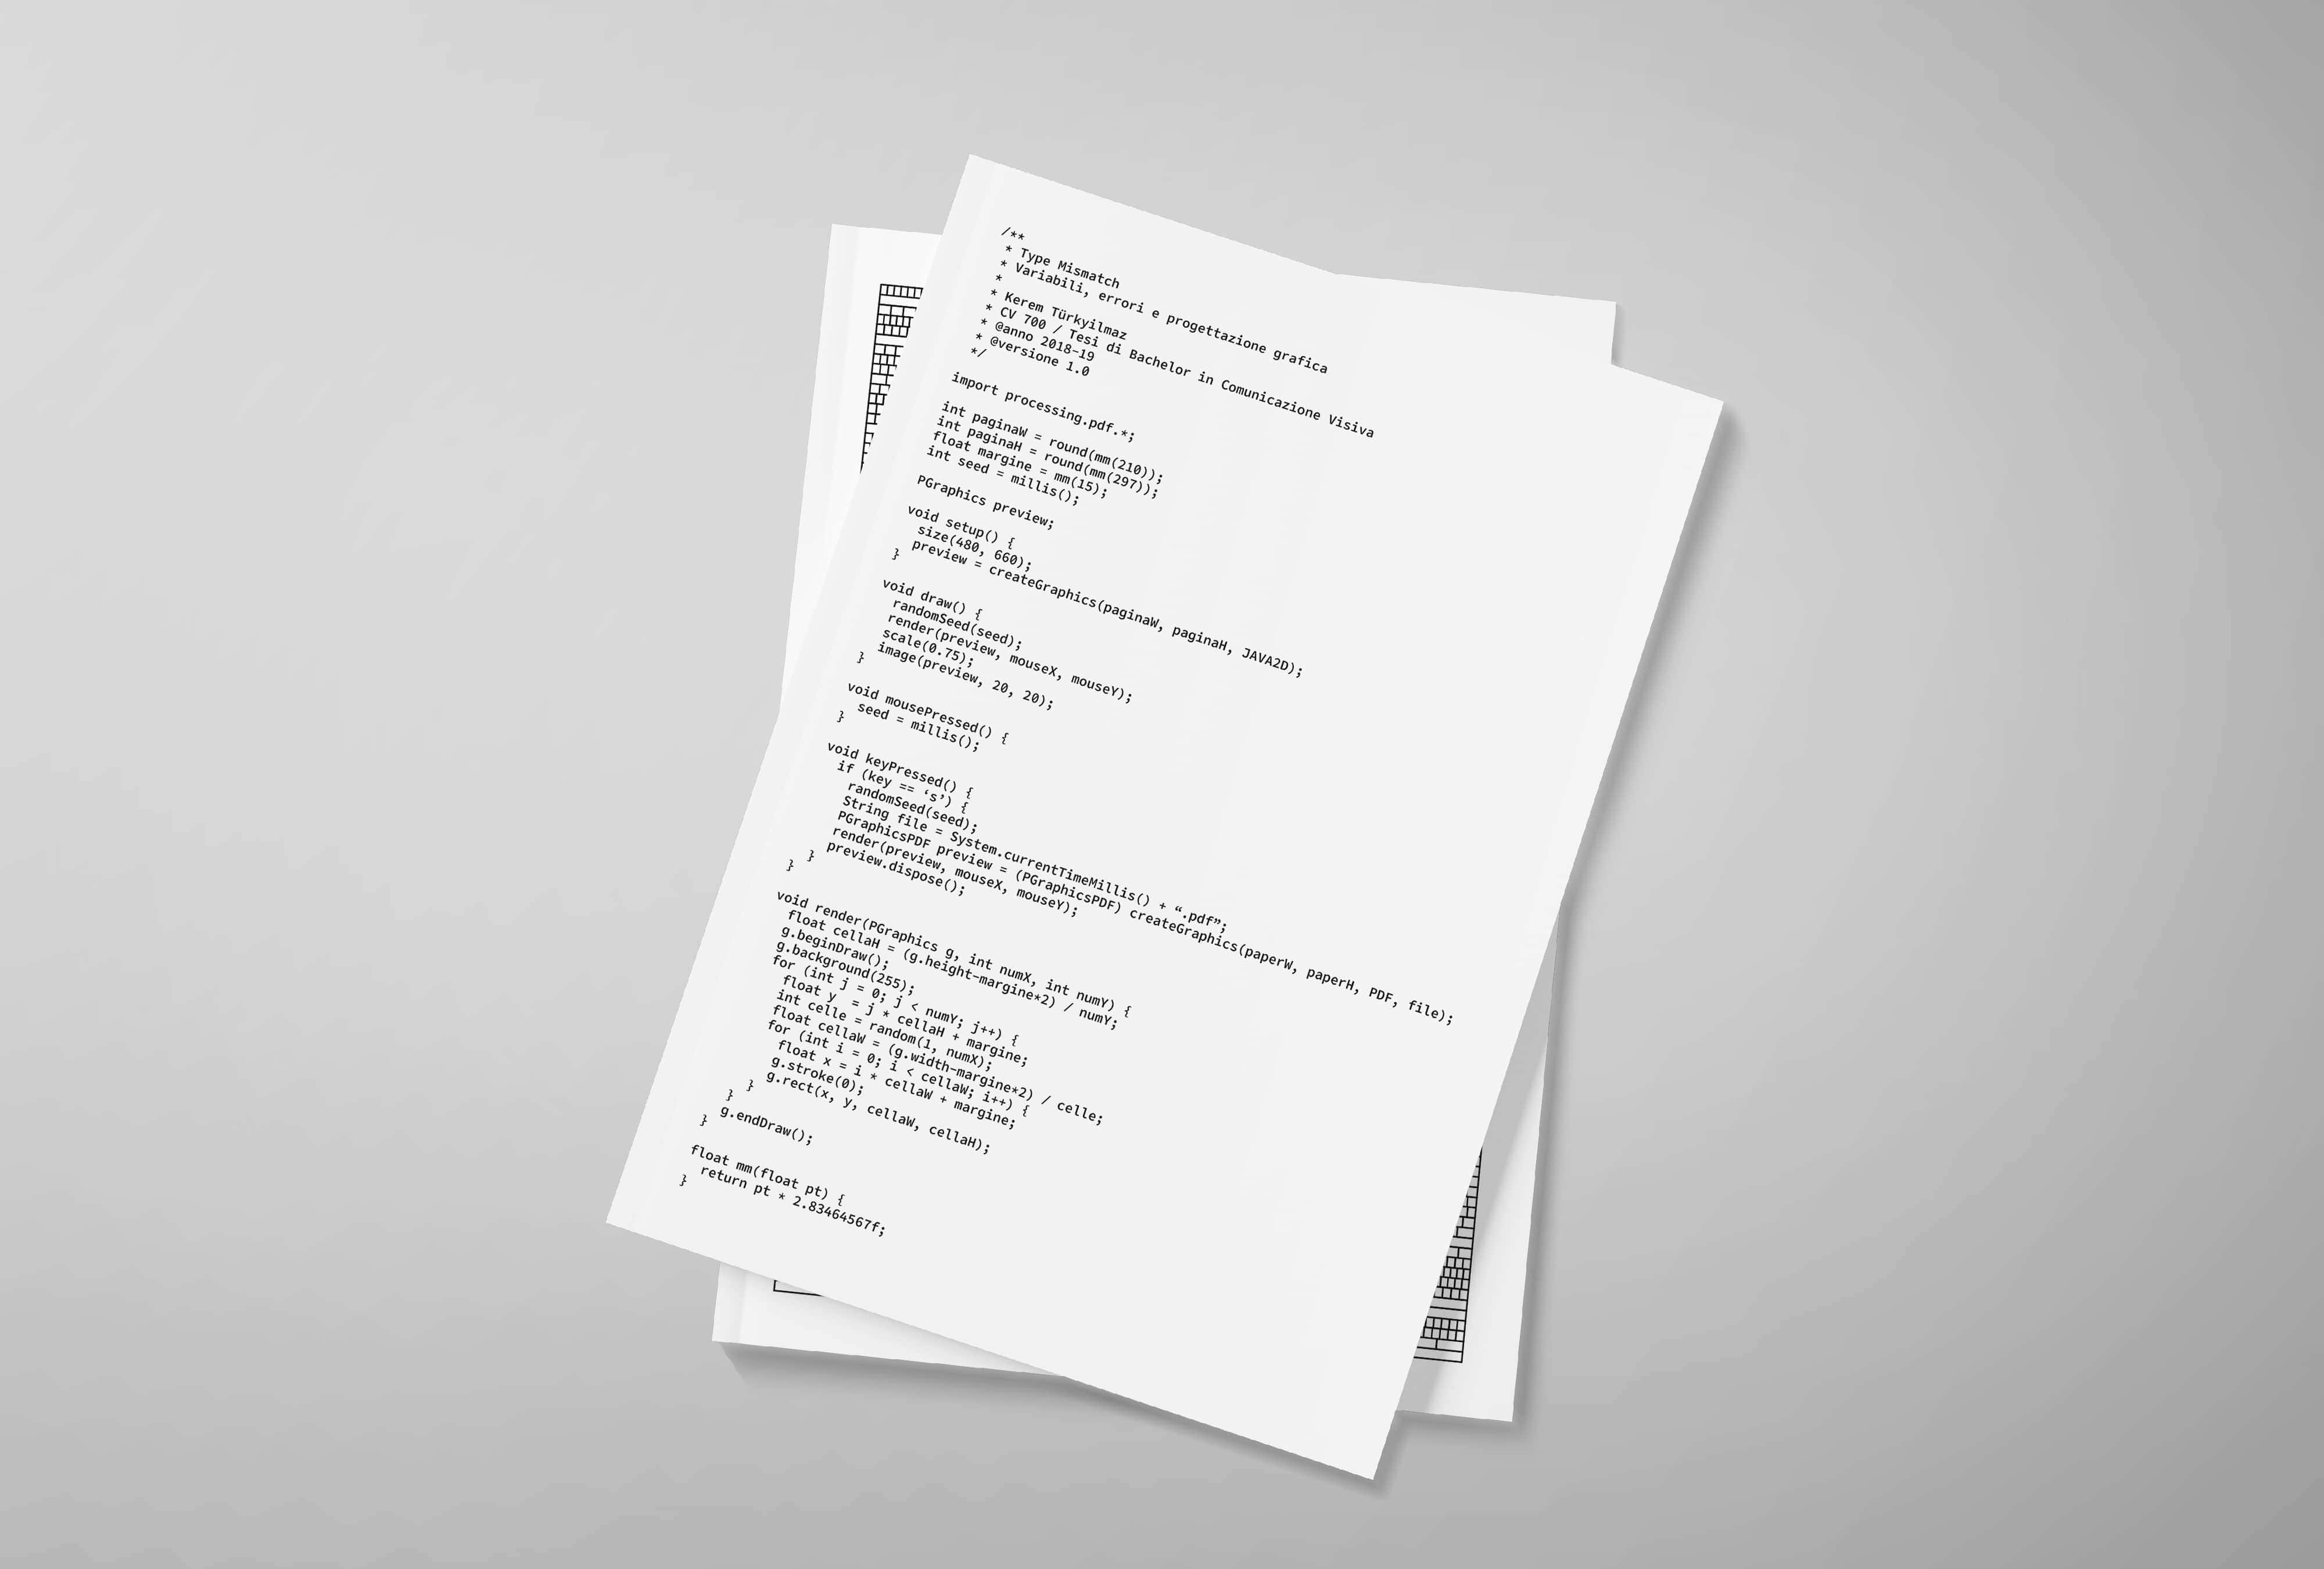 /**
* Type Mismatch
* Variabili, errori e progettazione grafica
*
* Kerem Türkyilmaz
* CV 700 / Tesi di Bachelor in Comunicazione Visiva
* @anno 2018-19
* @versione 1.0
*/
import processing.pdf.*;
int paginaW = round(mm(210));
int paginaH = round(mm(297));
float margine = mm(15);
int seed = millis();
PGraphics preview;
void setup() {
size(480, 660);
preview = createGraphics(paginaW, paginaH, JAVA2D);
}
void draw() {
randomSeed(seed);
render(preview, mouseX, mouseY);
scale(0.75);
image(preview, 20, 20);
}
void mousePressed() {
seed = millis();
}
void keyPressed() {
if (key == ‘s’) {
randomSeed(seed);
String file = System.currentTimeMillis() + “.pdf”;
PGraphicsPDF preview = (PGraphicsPDF) createGraphics(paperW, paperH, PDF, file);
render(preview, mouseX, mouseY);
preview.dispose();
}
}
void render(PGraphics g, int numX, int numY) {
float cellaH = (g.height-margine*2) / numY;
g.beginDraw();
g.background(255);
for (int j = 0; j < numY; j++) {
float y = j * cellaH + margine;
int celle = random(1, numX);
float cellaW = (g.width-margine*2) / celle;
for (int i = 0; i < cellaW; i++) {
float x = i * cellaW + margine;
g.stroke(0);
g.rect(x, y, cellaW, cellaH);
}
}
g.endDraw();
}
float mm(float pt) {
return pt * 2.83464567f;
}